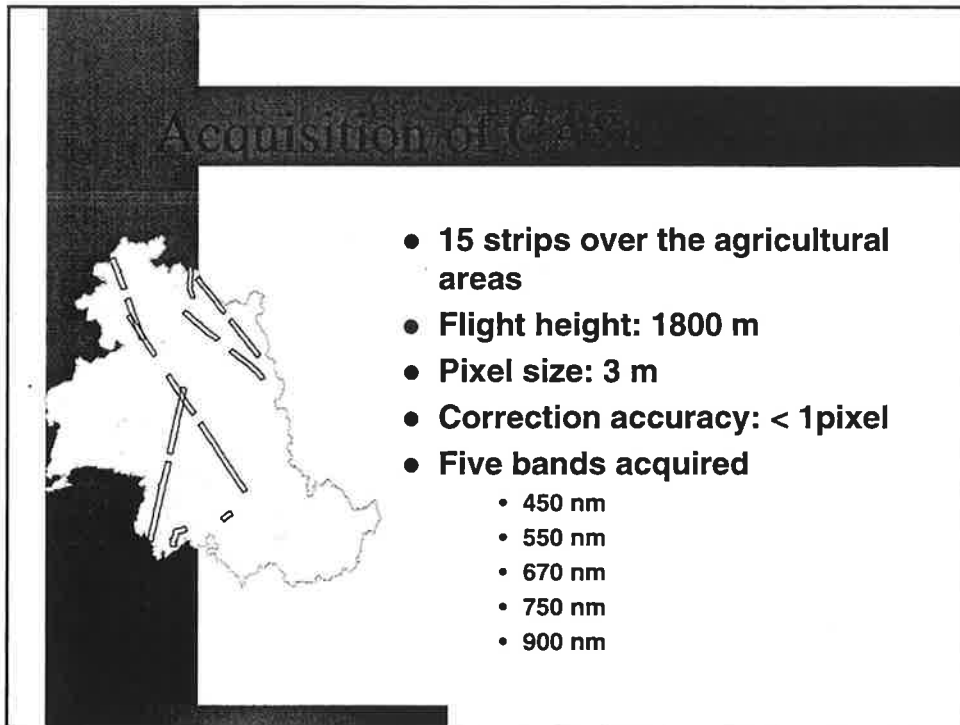 Acquisition of CAS
● 15 strips over the agricultural
areas
● Flight height: 1800 m
● Pixel size: 3 m
● Correction accuracy: < 1pixel
● Five bands acquired
• 450 nm
• 550 nm
• 670 nm
• 750 nm
• 900 nm